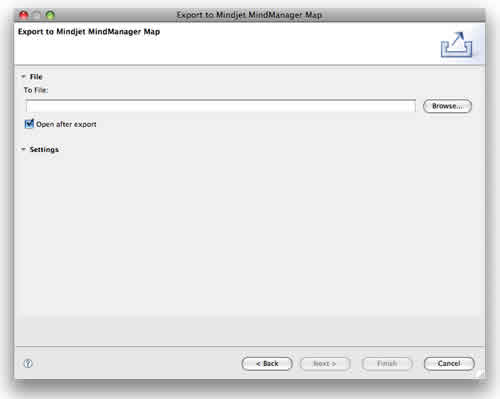 Export to Mindjet MindManager Map
Export to Mindjet MindManager Map
File
To File:
Browse...
Open after export
Settings
?
< Back
Next >
Finish
Cancel